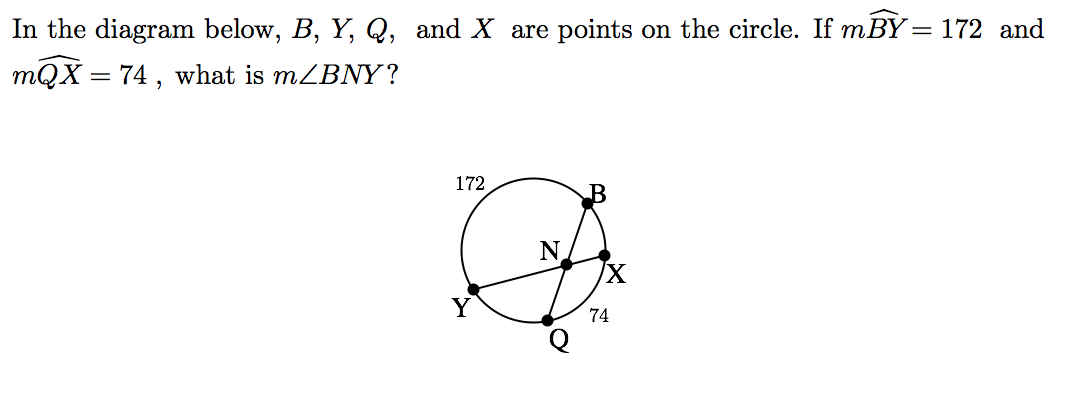 In the diagram below, B, Y, Q, and X are points on the circle. If m\widehat{BY} = 172 and
m\widehat{QX} = 74 , what is m∠BNY?
172
B
N
X
Y
74
Q